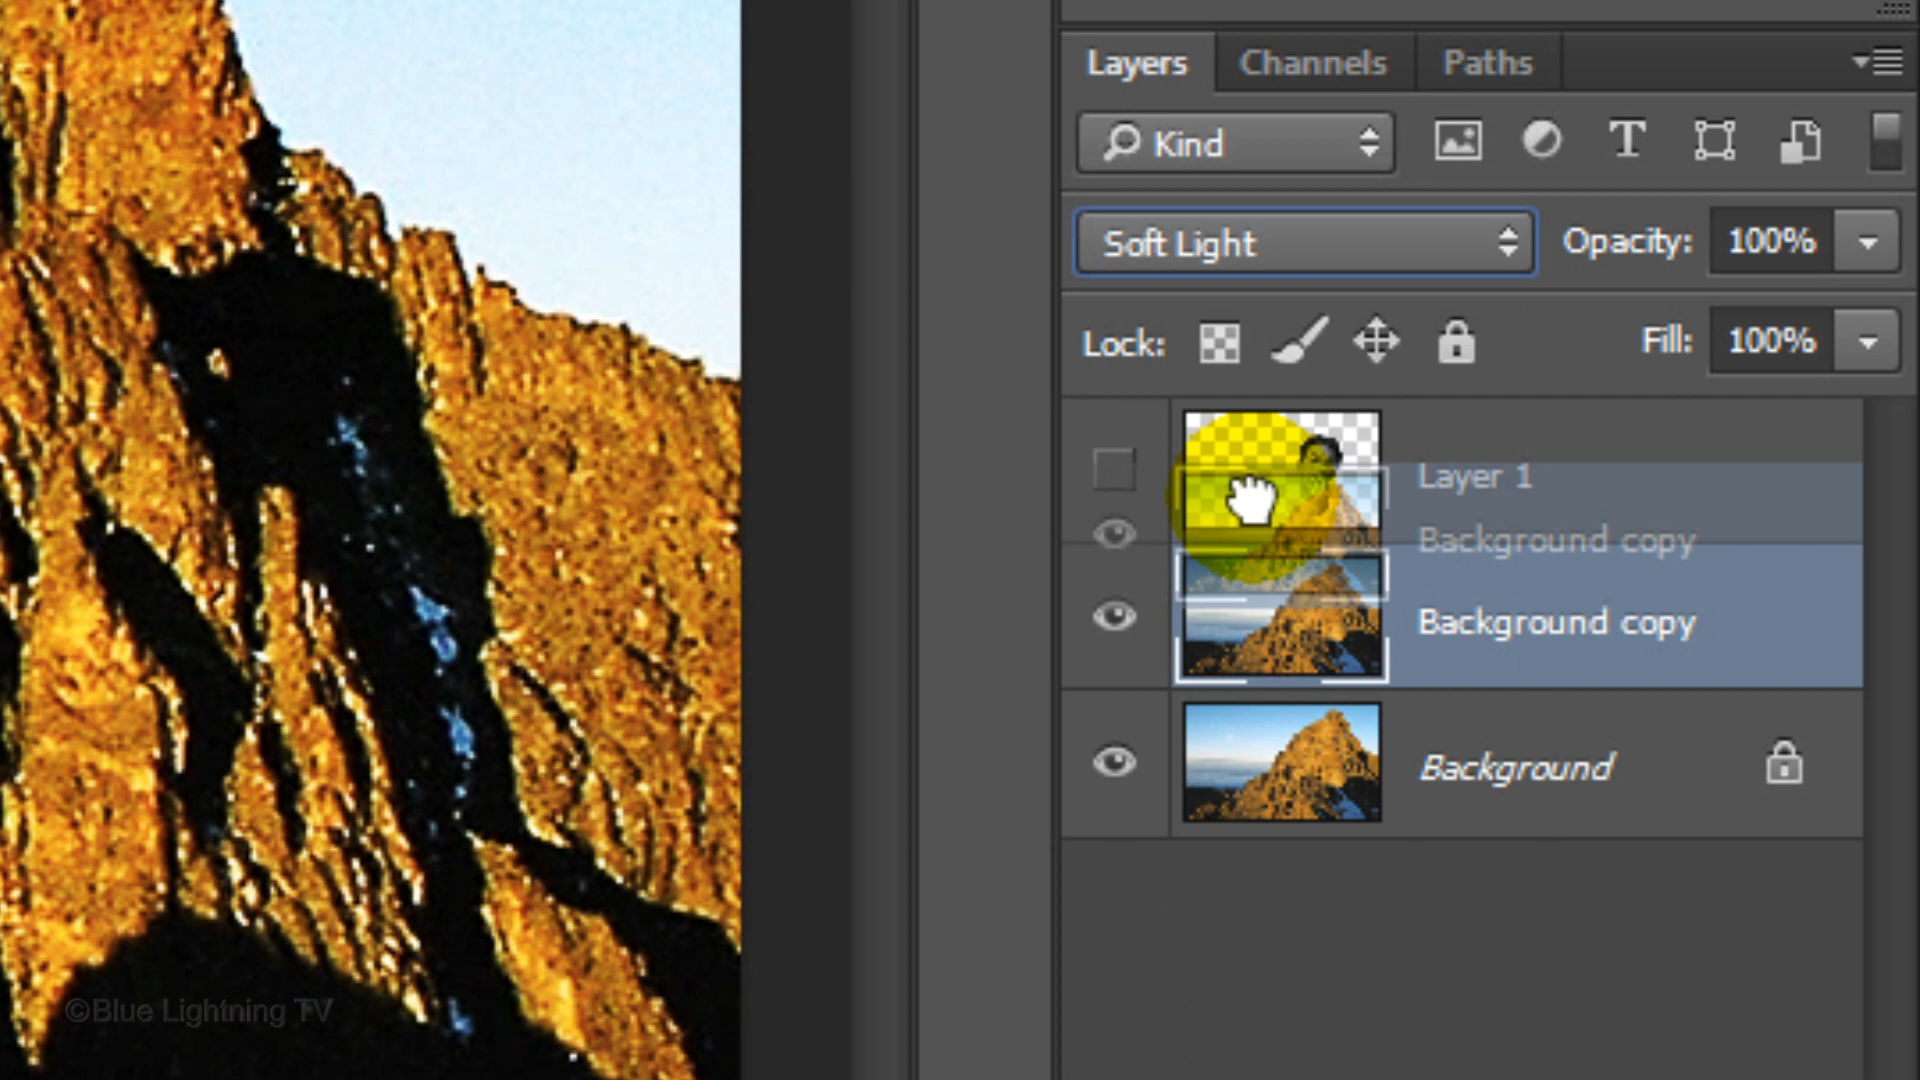 Layers Channels Paths
Kind
T
Soft Light Opacity: 100%
Lock: Fill: 100%
Layer 1
Background copy
Background copy
Background
©Blue Lightning TV